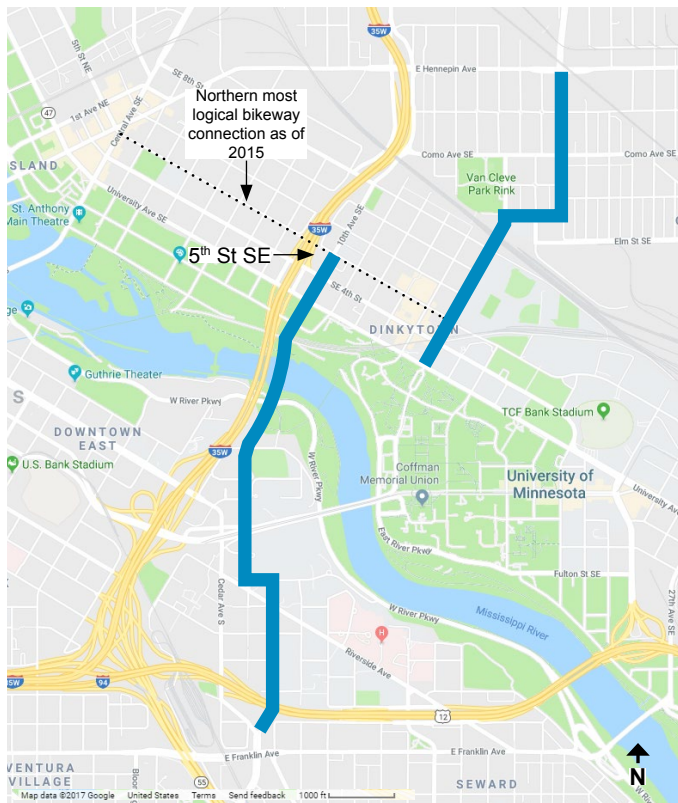 5th St NE
35W
E Hennepin Ave
SE 8th St
Northern most
logical bikeway
connection as of
2015
47
1st Ave NE
Central Ave SE
Como Ave SE
Como Ave SE
ISLAND
Van Cleve
Park Rink
University Ave SE
St. Anthony
Main Theatre
35W
10th Ave SE
5th St SE
Elm St SE
SE 4th St
DINKYTOWN
Guthrie Theater
W River Pkwy
S
DOWNTOWN
EAST
TCF Bank Stadium
35W
W River Pkwy
U.S. Bank Stadium
Coffman
Memorial Union
University of
Minnesota
University Ave
East River Pkwy
Fulton St SE
Cedar Ave S
W River Pkwy
Mississippi River
27th Ave SE
H
Riverside Ave
35W
94
12
E Franklin Ave
E Franklin Ave
N
VENTURA
VILLAGE
55
SEWARD
Map data ©2017 Google United States Terms Send feedback 1000 ft